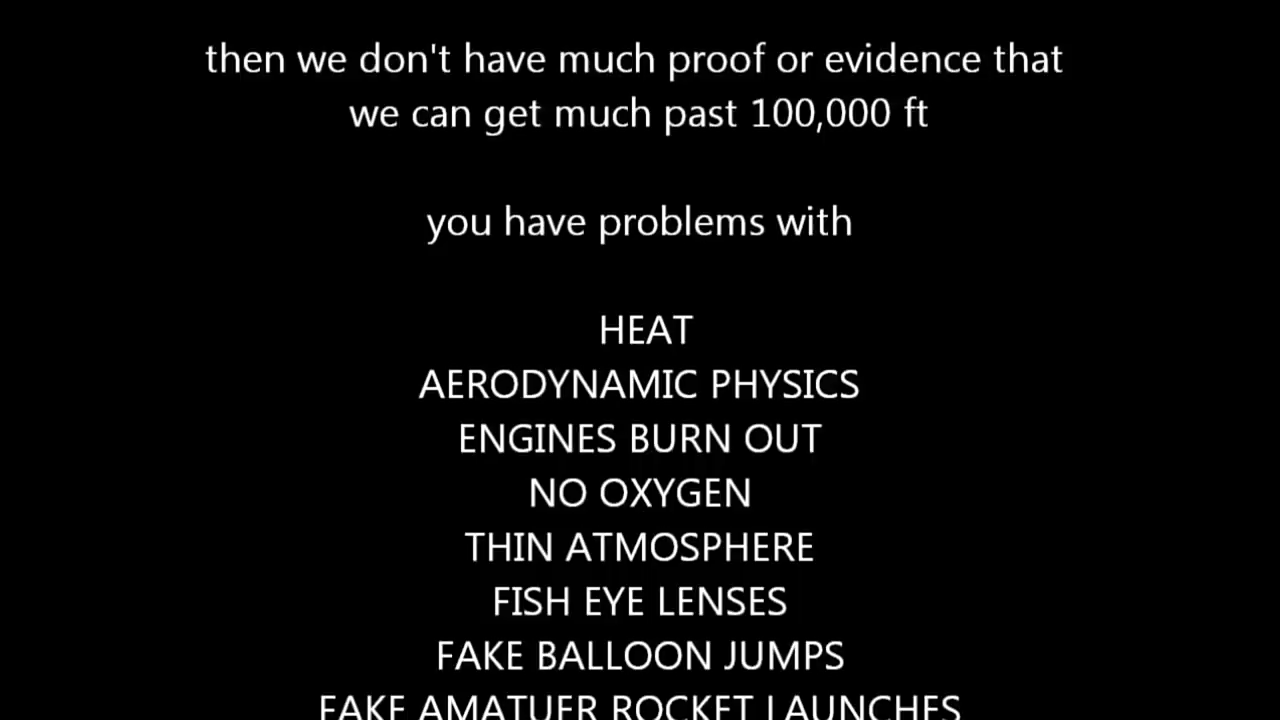 then we don't have much proof or evidence that
we can get much past 100,000 ft
you have problems with
HEAT
AERODYNAMIC PHYSICS
ENGINES BURN OUT
NO OXYGEN
THIN ATMOSPHERE
FISH EYE LENSES
FAKE BALLOON JUMPS
FAKE AMATUER ROCKET LAUNCHES